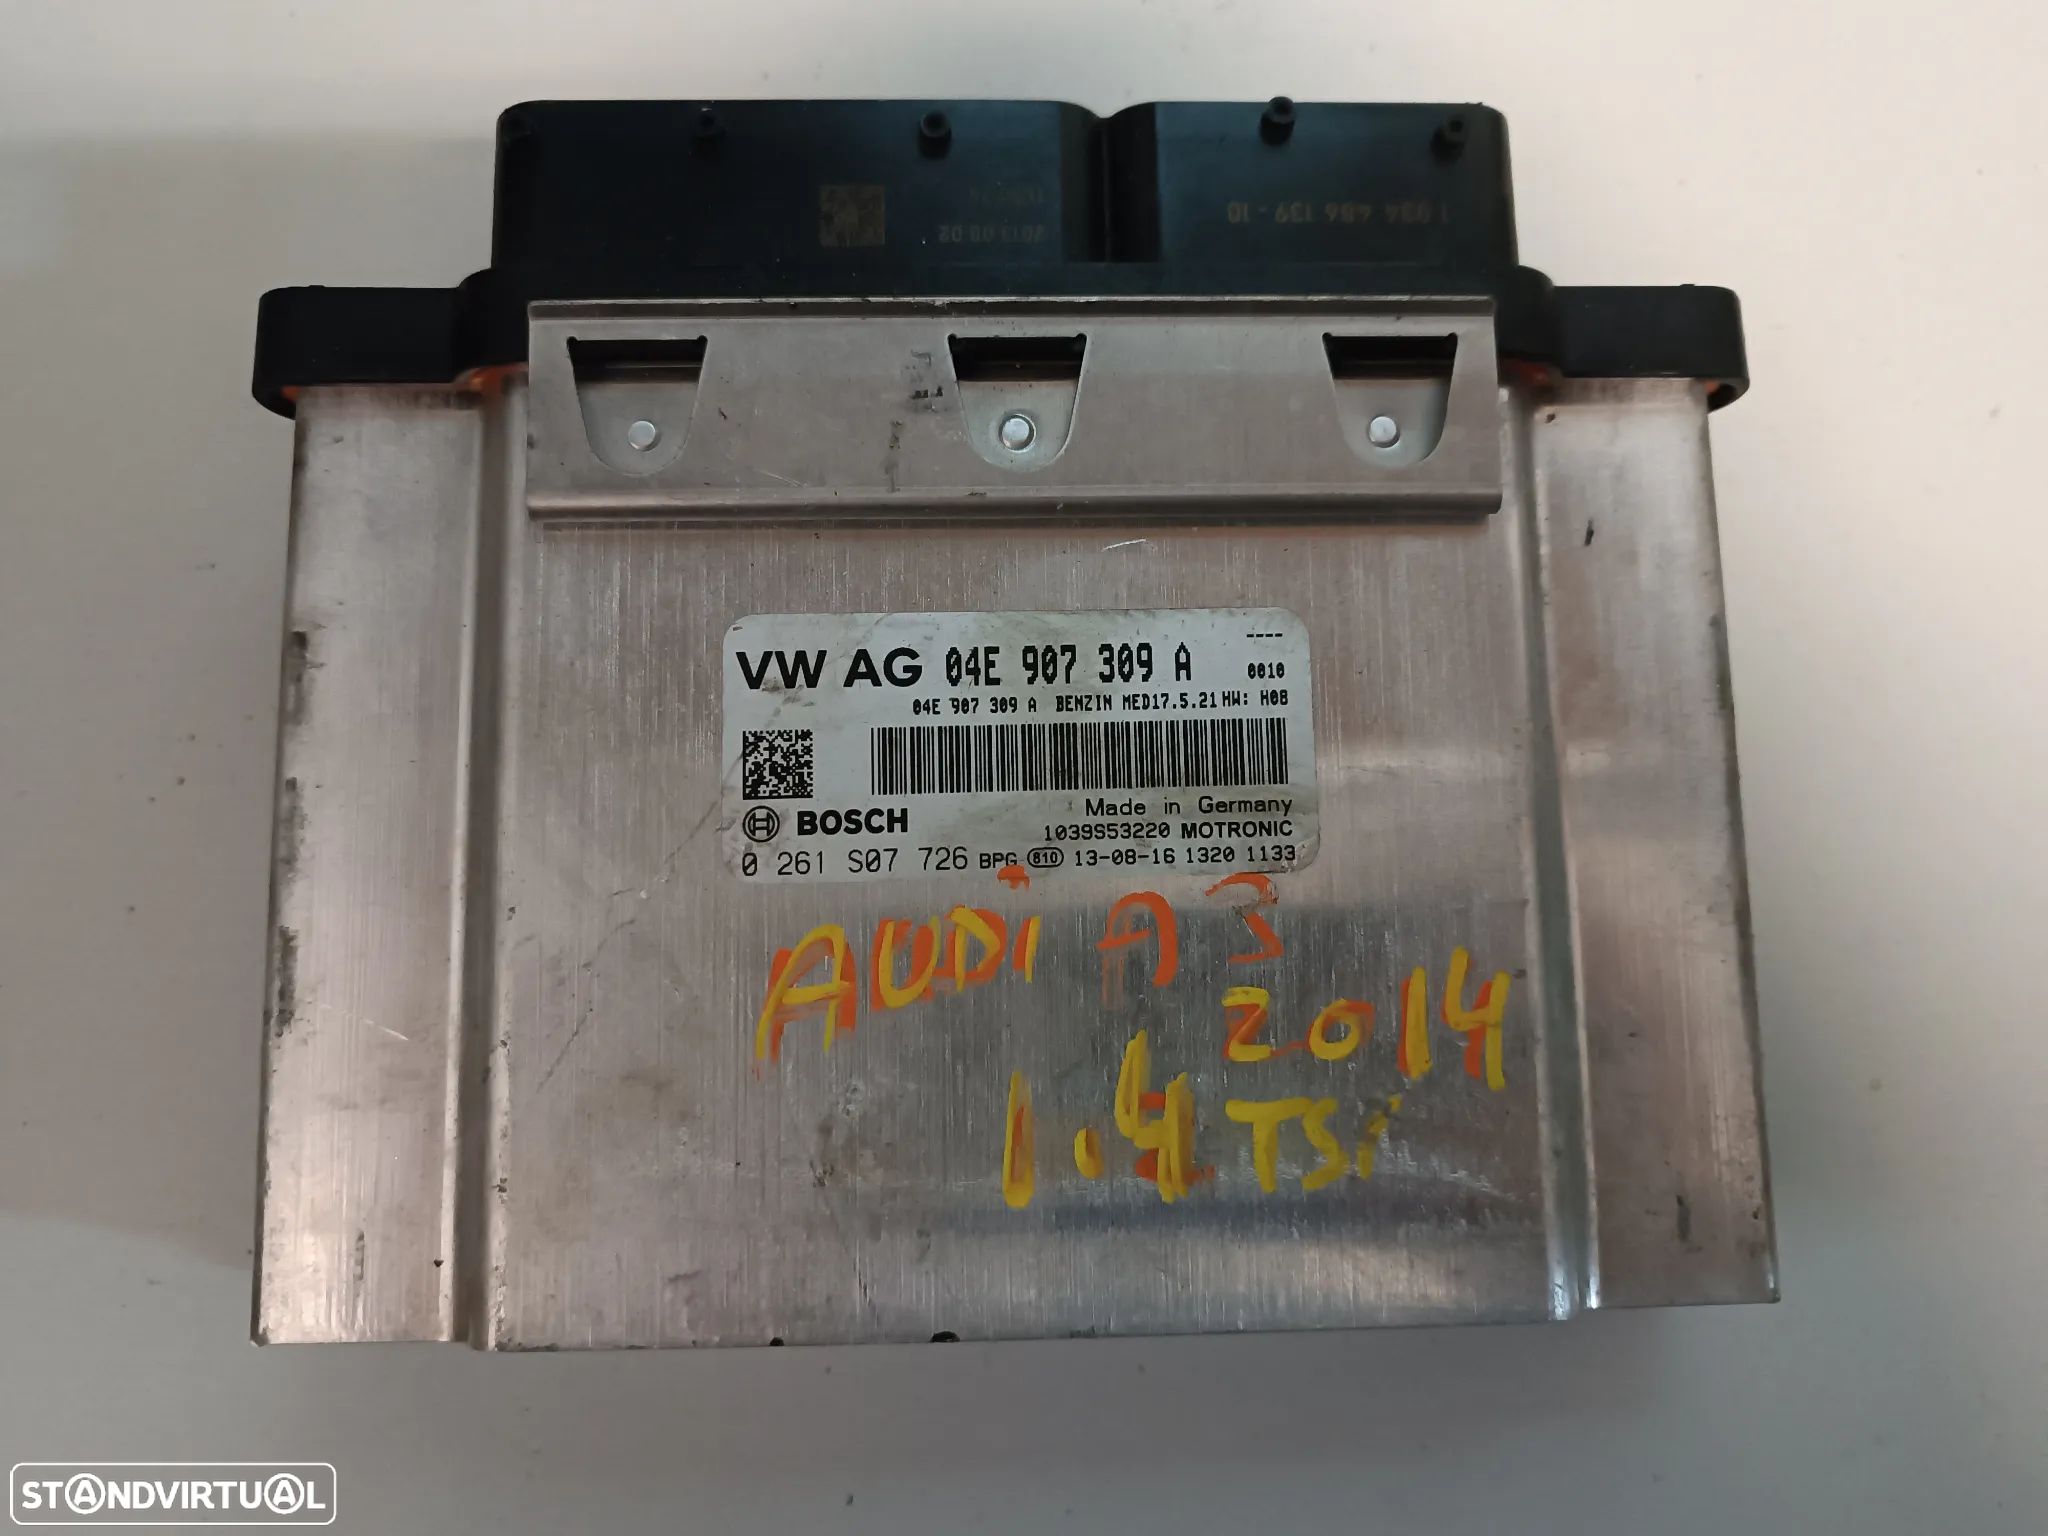 1 034 486 139 - 10
VW AG 04E 907 309 A
----
0010
04E 907 309 A BENZIN MED17.5.21 HW: H08
BOSCH
Made in Germany
1039S53220 MOTRONIC
0 261 S07 726 BPG 810 13-08-16 1320 1133
AUDi A3
2014
1.4 TSi
STANDVIRTUAL